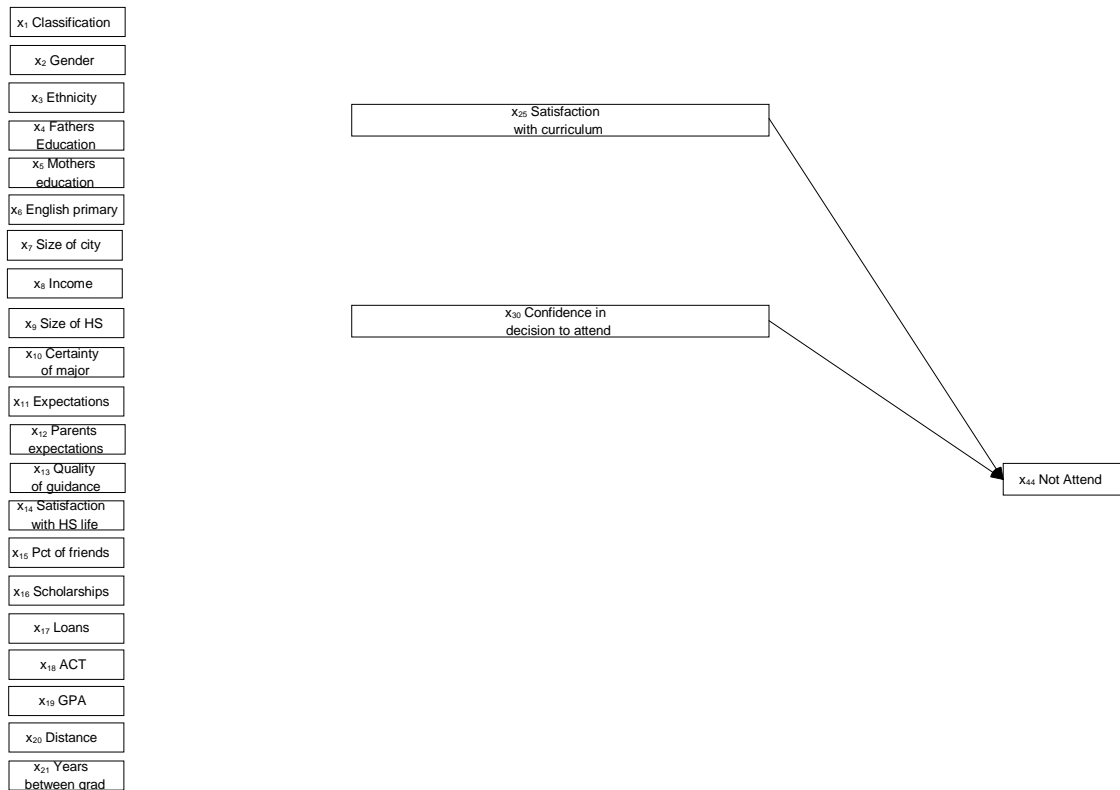 x₁ Classification
x₂ Gender
x₃ Ethnicity
x₄ Fathers
Education
x₅ Mothers
education
x₆ English primary
x₇ Size of city
x₈ Income
x₉ Size of HS
x₁₀ Certainty
of major
x₁₁ Expectations
x₁₂ Parents
expectations
x₁₃ Quality
of guidance
x₁₄ Satisfaction
with HS life
x₁₅ Pct of friends
x₁₆ Scholarships
x₁₇ Loans
x₁₈ ACT
x₁₉ GPA
x₂₀ Distance
x₂₁ Years
between grad
x₂₅ Satisfaction
with curriculum
x₃₀ Confidence in
decision to attend
x₄₄ Not Attend